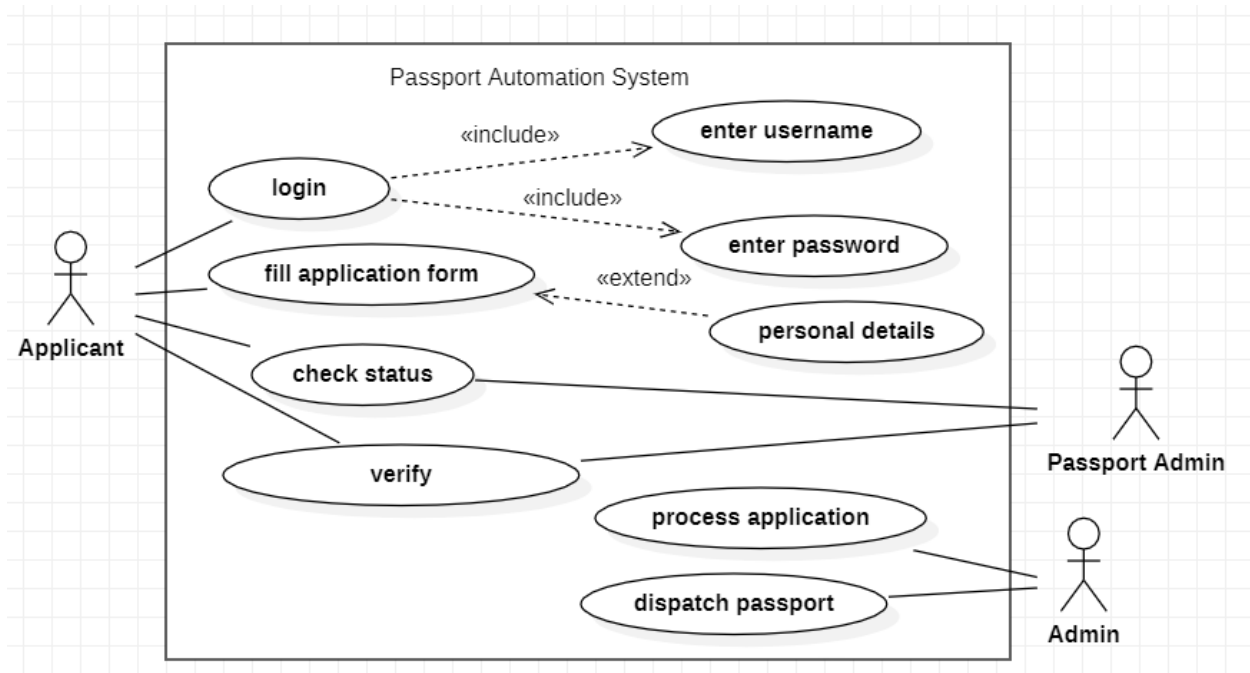 Passport Automation System
enter username
«include»
login
«include»
enter password
fill application form
«extend»
personal details
Applicant
check status
Passport Admin
verify
process application
dispatch passport
Admin